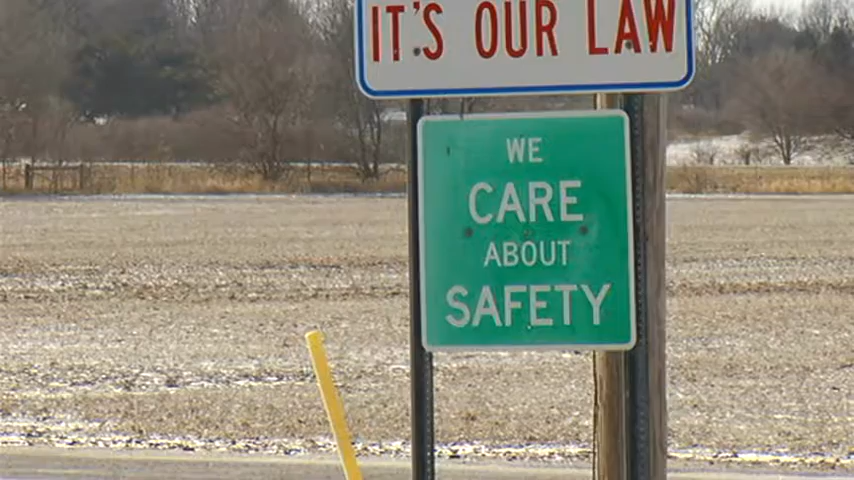 IT'S OUR LAW
WE
CARE
ABOUT
SAFETY